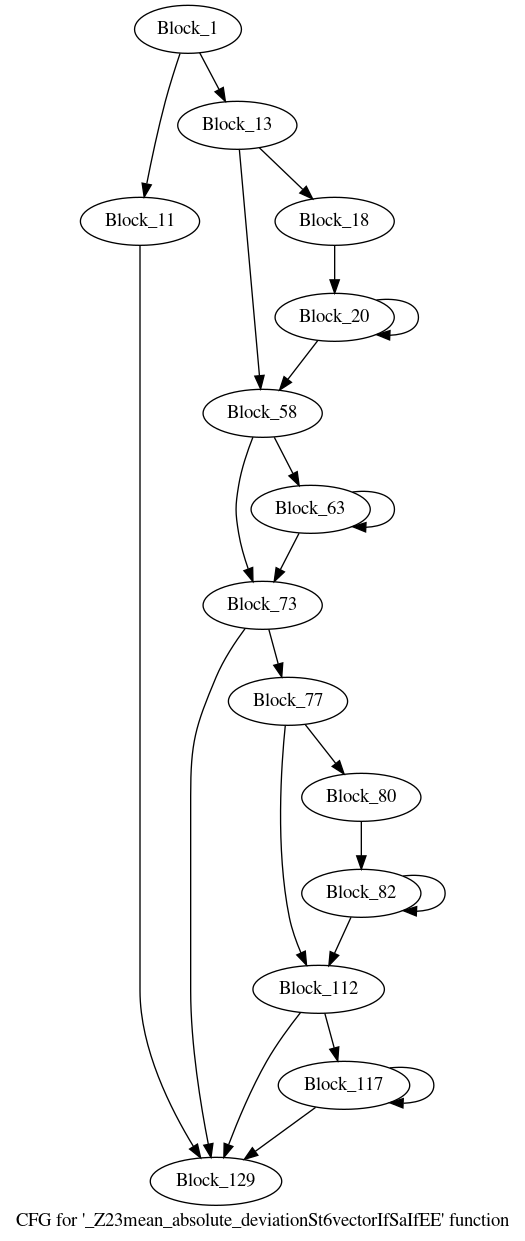 Block_1
Block_13
Block_11
Block_18
Block_20
Block_58
Block_63
Block_73
Block_77
Block_80
Block_82
Block_112
Block_117
Block_129
CFG for '_Z23mean_absolute_deviationSt6vectorIfSaIfEE' function